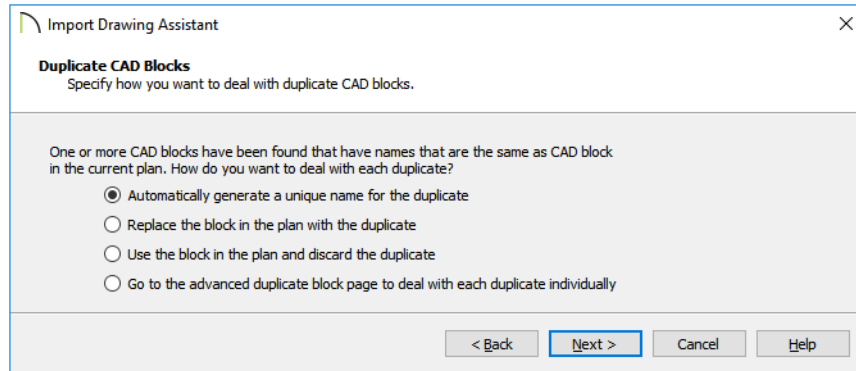 Import Drawing Assistant
Duplicate CAD Blocks
Specify how you want to deal with duplicate CAD blocks.
One or more CAD blocks have been found that have names that are the same as CAD block
in the current plan. How do you want to deal with each duplicate?
Automatically generate a unique name for the duplicate
Replace the block in the plan with the duplicate
Use the block in the plan and discard the duplicate
Go to the advanced duplicate block page to deal with each duplicate individually
< Back Next > Cancel Help